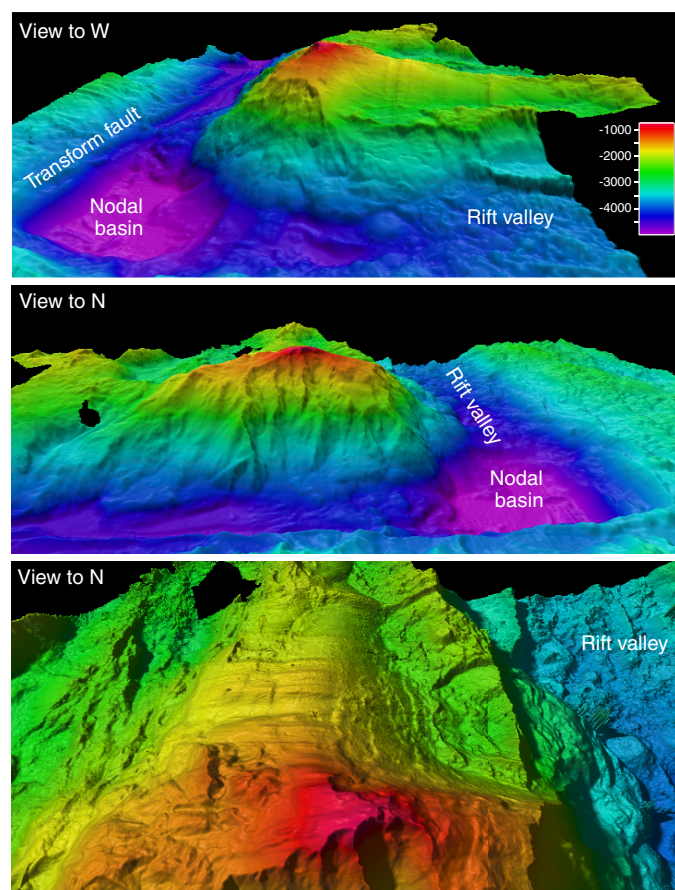 View to W
Transform fault
-1000
-2000
-3000
-4000
Nodal
basin
Rift valley
View to N
Rift valley
Nodal
basin
View to N
Rift valley